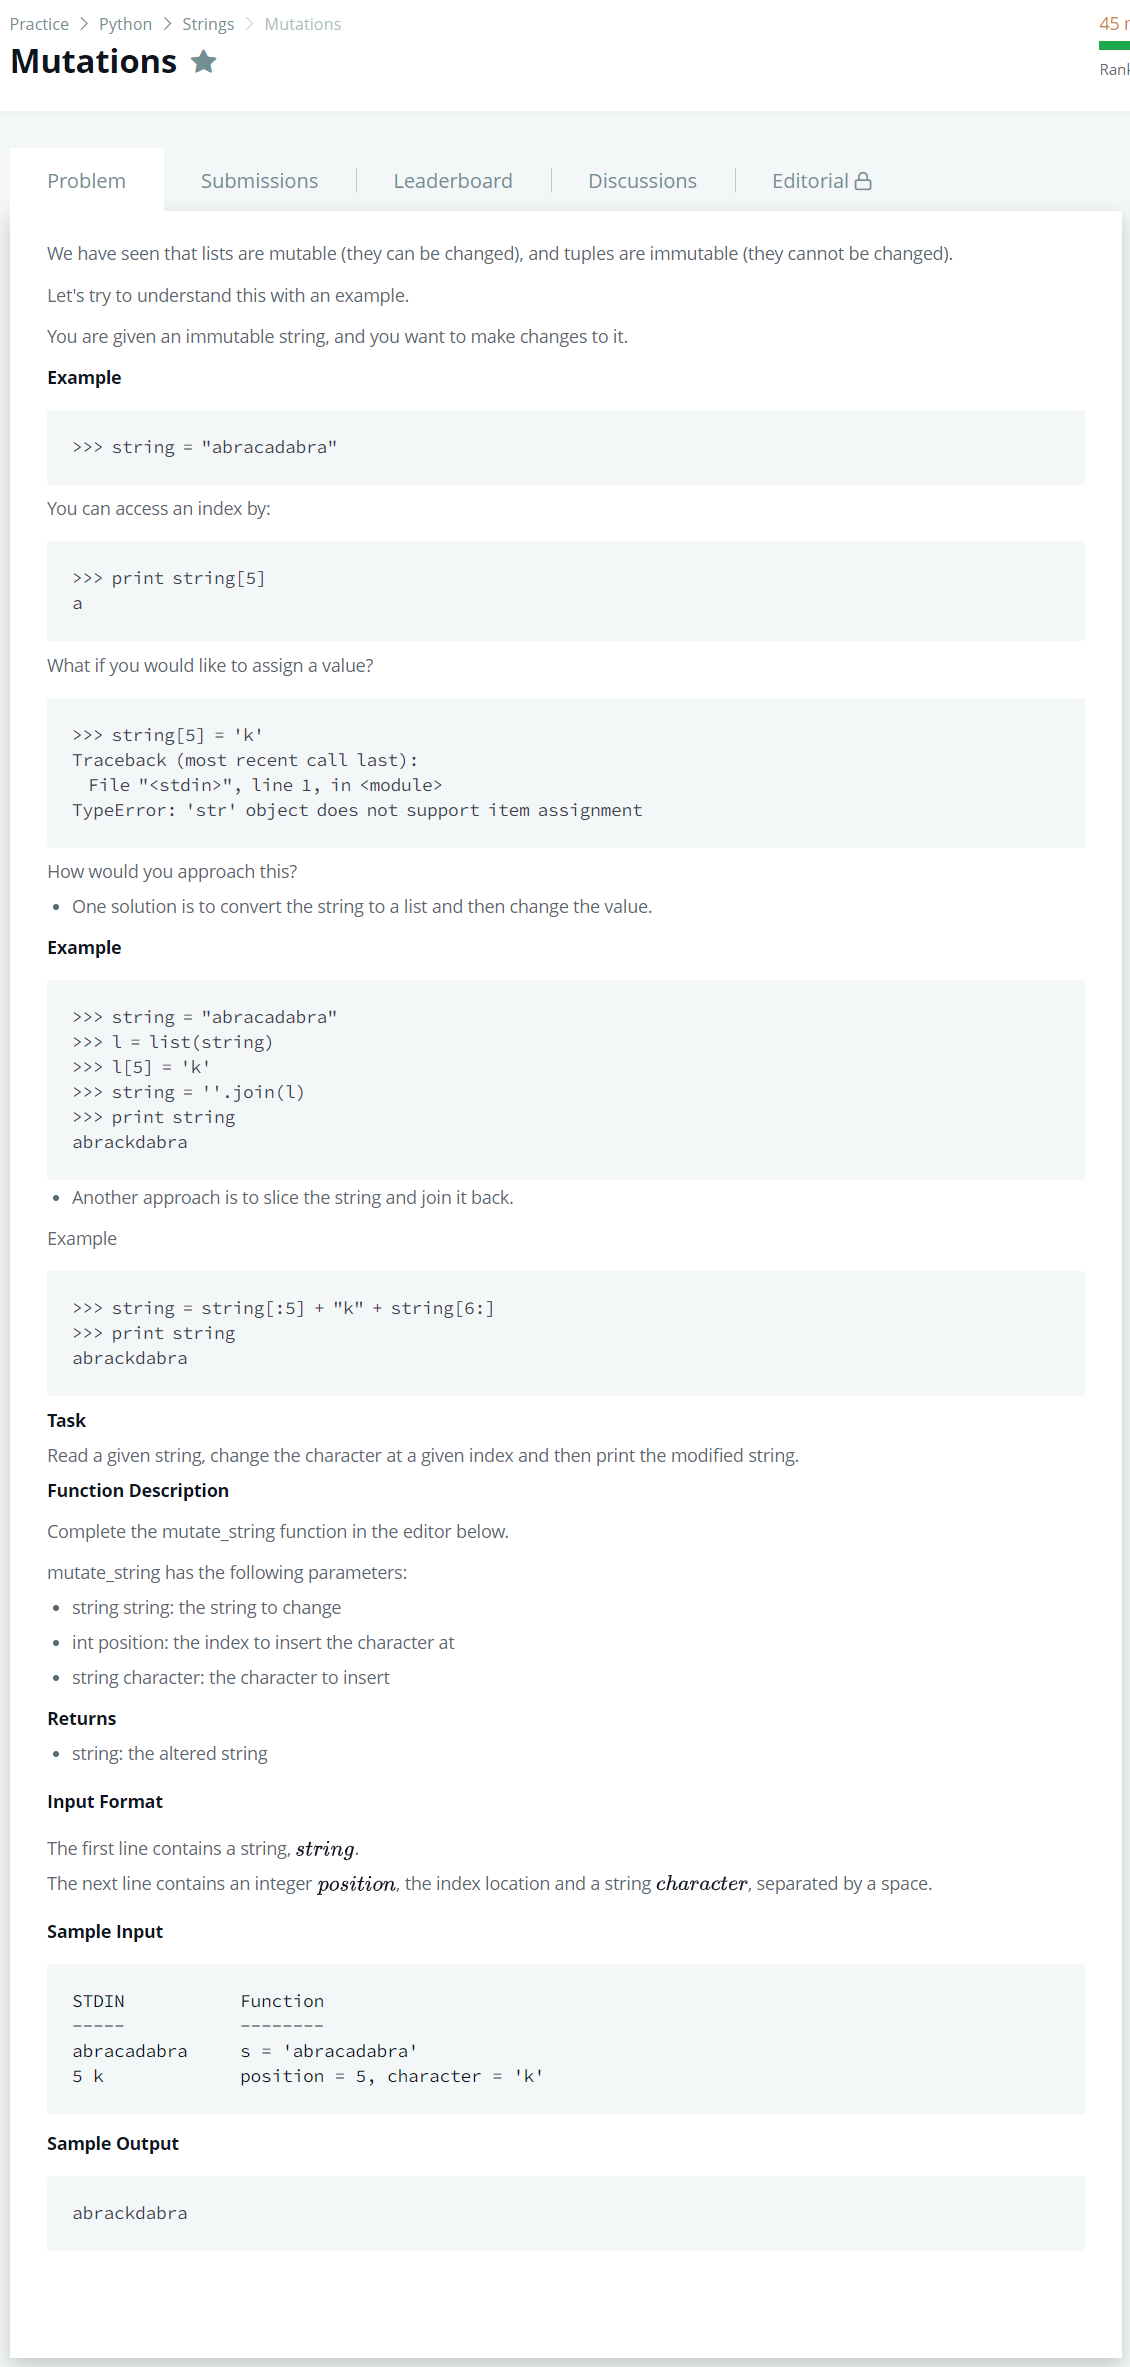 Practice > Python > Strings > Mutations
45
Mutations
Rank
Problem
Submissions
Leaderboard
Discussions
Editorial
We have seen that lists are mutable (they can be changed), and tuples are immutable (they cannot be changed).
Let's try to understand this with an example.
You are given an immutable string, and you want to make changes to it.
Example
>>> string = "abracadabra"
You can access an index by:
>>> print string[5]
a
What if you would like to assign a value?
>>> string[5] = 'k'
Traceback (most recent call last):
  File "<stdin>", line 1, in <module>
TypeError: 'str' object does not support item assignment
How would you approach this?
• One solution is to convert the string to a list and then change the value.
Example
>>> string = "abracadabra"
>>> l = list(string)
>>> l[5] = 'k'
>>> string = ''.join(l)
>>> print string
abrackdabra
• Another approach is to slice the string and join it back.
Example
>>> string = string[:5] + "k" + string[6:]
>>> print string
abrackdabra
Task
Read a given string, change the character at a given index and then print the modified string.
Function Description
Complete the mutate_string function in the editor below.
mutate_string has the following parameters:
• string string: the string to change
• int position: the index to insert the character at
• string character: the character to insert
Returns
• string: the altered string
Input Format
The first line contains a string, string.
The next line contains an integer position, the index location and a string character, separated by a space.
Sample Input
STDIN           Function
-----           --------
abracadabra     s = 'abracadabra'
5 k             position = 5, character = 'k'
Sample Output
abrackdabra